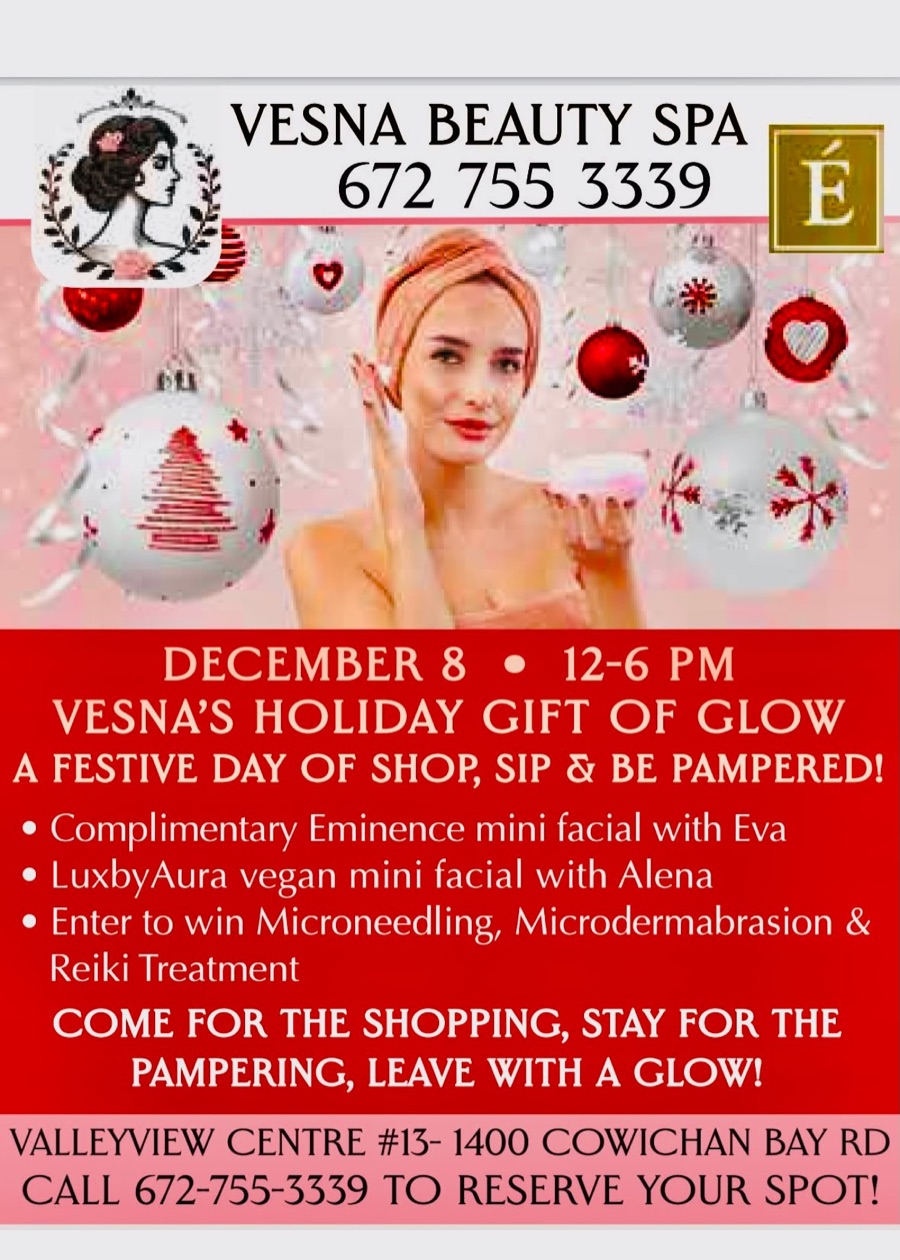 VESNA BEAUTY SPA
672 755 3339
É
DECEMBER 8 • 12-6 PM
VESNA'S HOLIDAY GIFT OF GLOW
A FESTIVE DAY OF SHOP, SIP & BE PAMPERED!
• Complimentary Eminence mini facial with Eva
• LuxbyAura vegan mini facial with Alena
• Enter to win Microneedling, Microdermabrasion &
Reiki Treatment
COME FOR THE SHOPPING, STAY FOR THE
PAMPERING, LEAVE WITH A GLOW!
VALLEYVIEW CENTRE #13- 1400 COWICHAN BAY RD
CALL 672-755-3339 TO RESERVE YOUR SPOT!